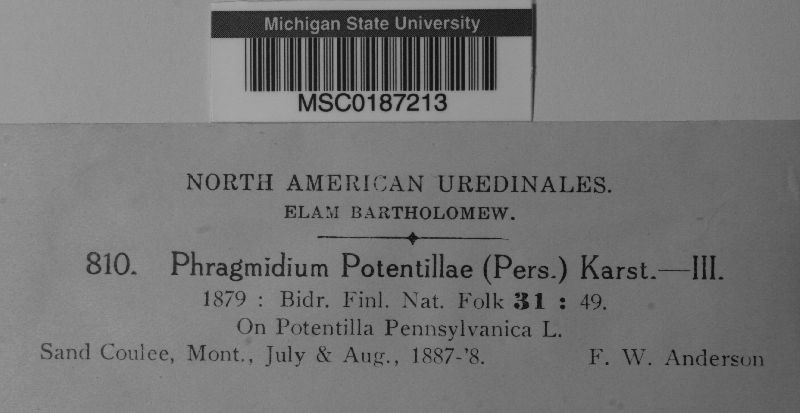 Michigan State University
MSC0187213
NORTH AMERICAN UREDINALES.
ELAM BARTHOLOMEW.
810. Phragmidium Potentillae (Pers.) Karst.—III.
1879 : Bidr. Finl. Nat. Folk 31 : 49.
On Potentilla Pennsylvanica L.
Sand Coulee, Mont., July & Aug., 1887-'8. F. W. Anderson